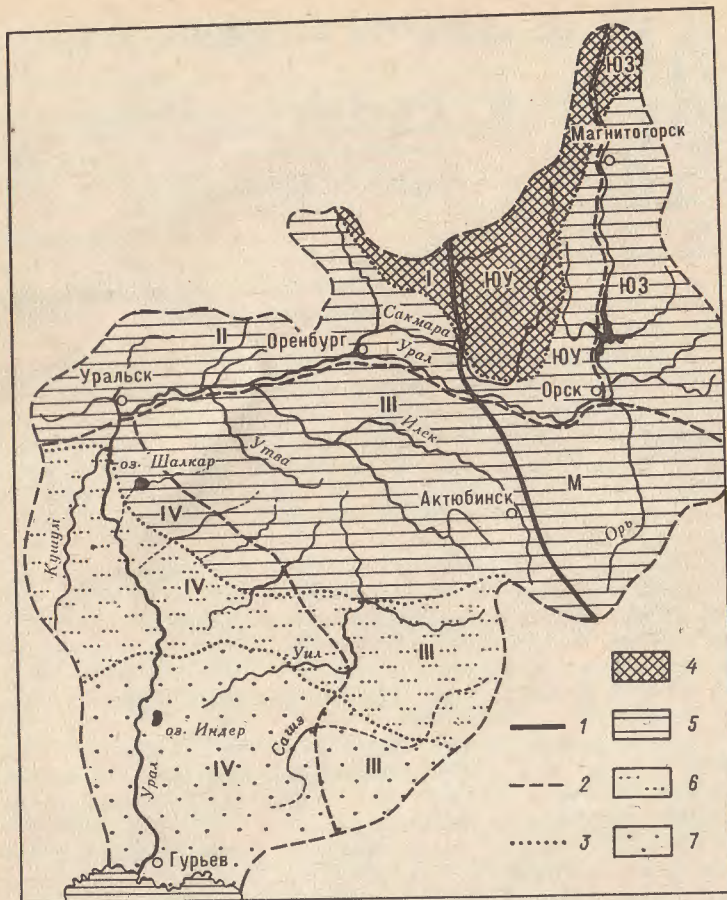 ЮЗ
Магнитогорск
I
ЮУ
ЮЗ
Сакмара
II
Оренбург
Урал
ЮУ
Уральск
Орск
III
Илек
оз. Шалкар
Утва
М
Актюбинск
IV
Орь
Кушум
IV
Уил
III
4
1
5
оз. Индер
Сагиз
Урал
IV
III
2
6
3
7
Гурьев